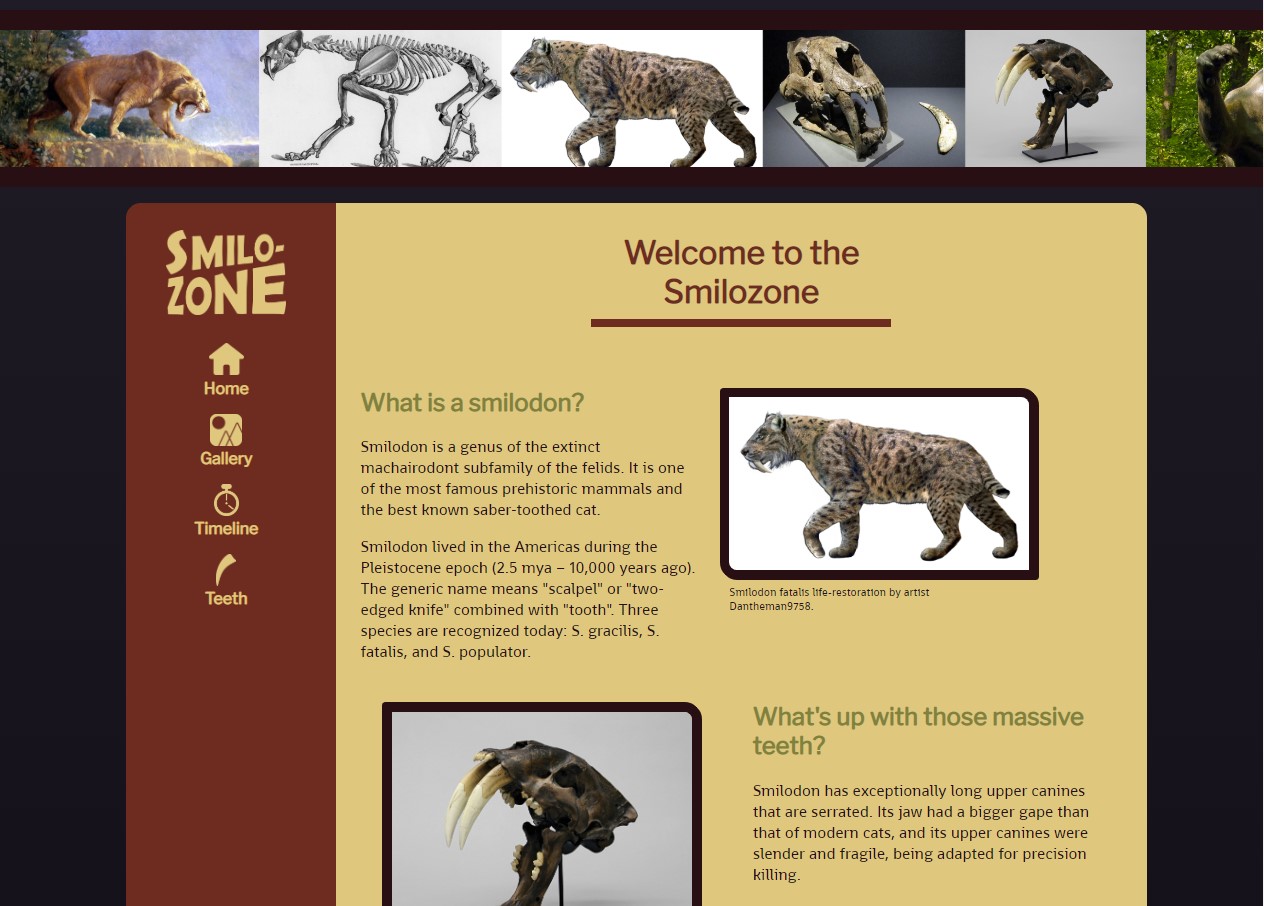 SMILO-
ZONE
Home
Gallery
Timeline
Teeth
Welcome to the
Smilozone
What is a smilodon?
Smilodon is a genus of the extinct
machairodont subfamily of the felids. It is one
of the most famous prehistoric mammals and
the best known saber-toothed cat.
Smilodon lived in the Americas during the
Pleistocene epoch (2.5 mya – 10,000 years ago).
The generic name means "scalpel" or "two-
edged knife" combined with "tooth". Three
species are recognized today: S. gracilis, S.
fatalis, and S. populator.
Smilodon fatalis life-restoration by artist
Dantheman9758.
What's up with those massive
teeth?
Smilodon has exceptionally long upper canines
that are serrated. Its jaw had a bigger gape than
that of modern cats, and its upper canines were
slender and fragile, being adapted for precision
killing.